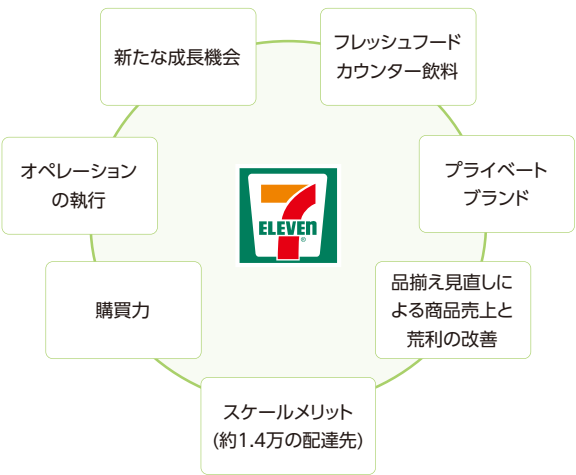 新たな成長機会
フレッシュフード
カウンター飲料
オペレーション
の執行
プライベート
ブランド
ELEVEn
®
購買力
品揃え見直しに
よる商品売上と
荒利の改善
スケールメリット
(約1.4万の配達先)